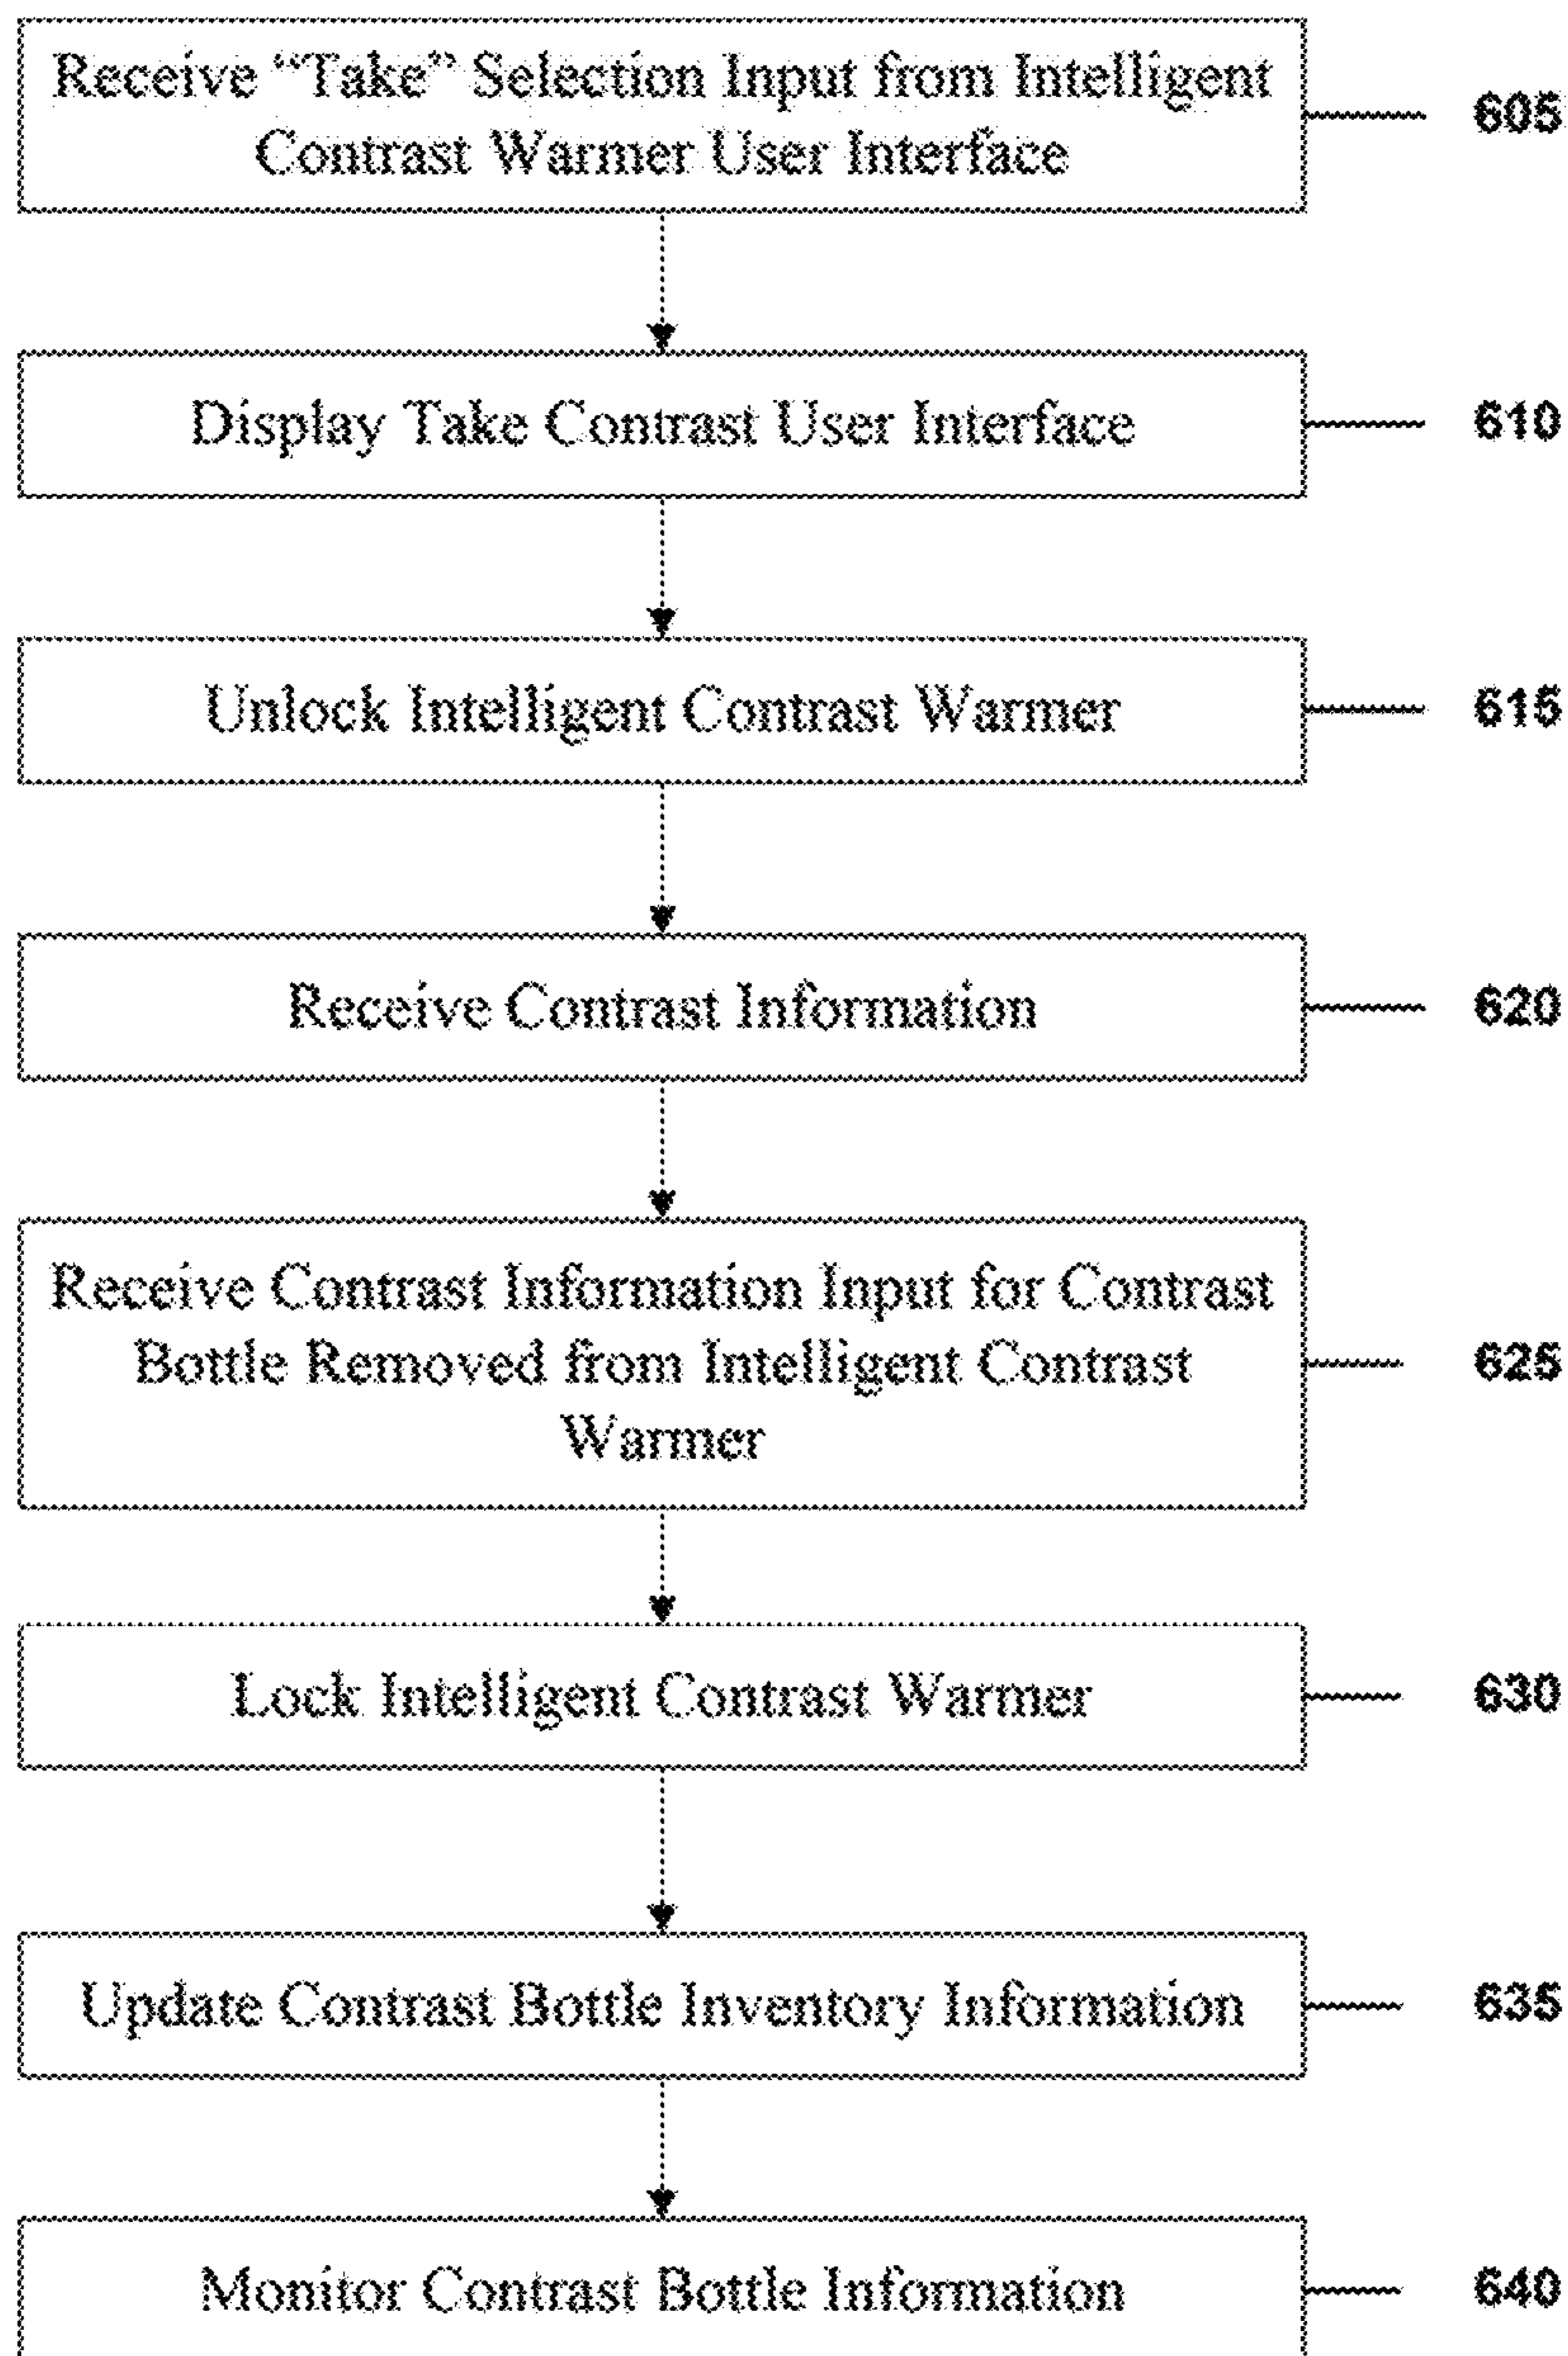 Receive “Take” Selection Input from Intelligent
Contrast Warmer User Interface
605
Display Take Contrast User Interface
610
Unlock Intelligent Contrast Warmer
615
Receive Contrast Information
620
Receive Contrast Information Input for Contrast
Bottle Removed from Intelligent Contrast
Warmer
625
Lock Intelligent Contrast Warmer
630
Update Contrast Bottle Inventory Information
635
Monitor Contrast Bottle Information
640